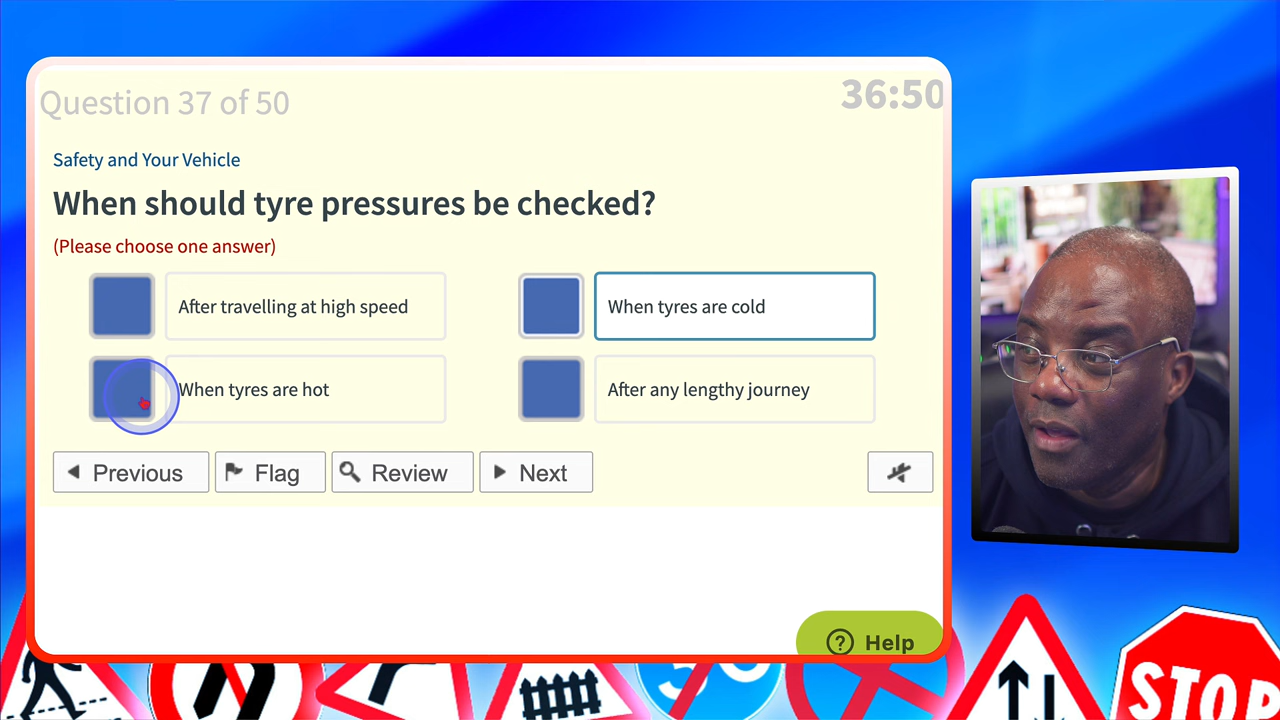 Question 37 of 50
36:50
Safety and Your Vehicle
When should tyre pressures be checked?
(Please choose one answer)
After travelling at high speed
When tyres are cold
When tyres are hot
After any lengthy journey
Previous
Flag
Review
Next
Help
STOP